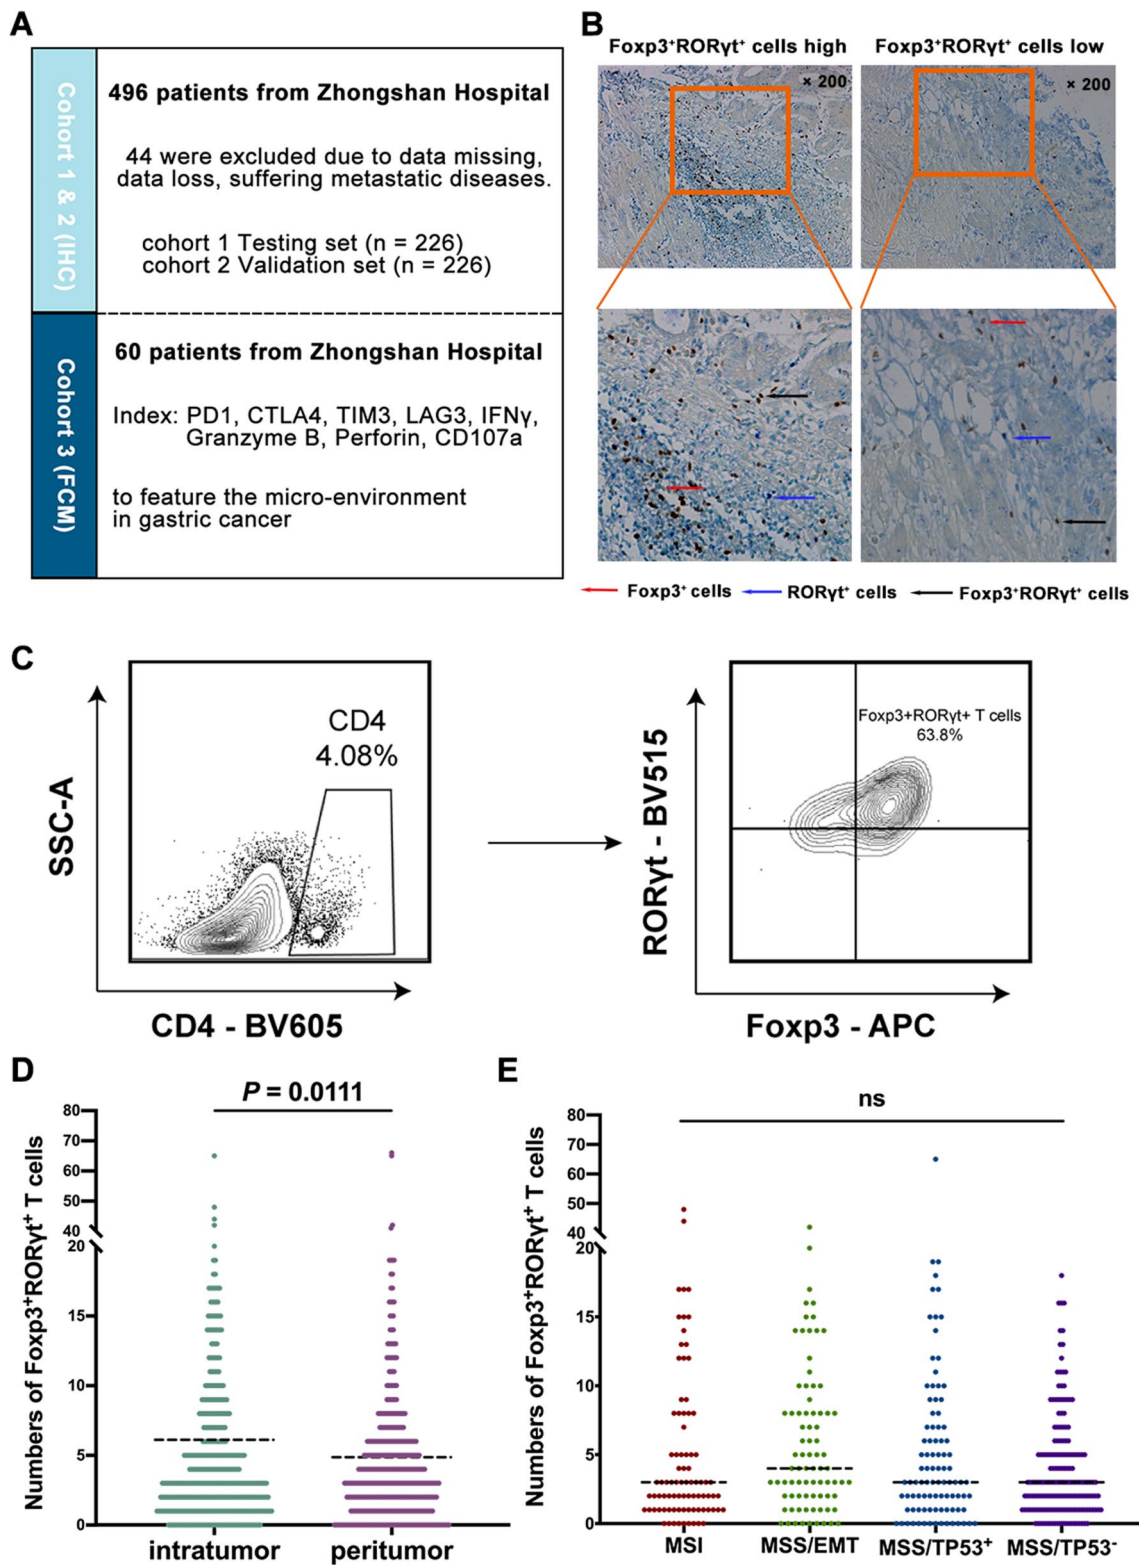 A
Cohort 1 & 2 (IHC)
496 patients from Zhongshan Hospital
44 were excluded due to data missing,
data loss, suffering metastatic diseases.
cohort 1 Testing set (n = 226)
cohort 2 Validation set (n = 226)
Cohort 3 (FCM)
60 patients from Zhongshan Hospital
Index: PD1, CTLA4, TIM3, LAG3, IFNγ,
Granzyme B, Perforin, CD107a
to feature the micro-environment
in gastric cancer
B
Foxp3⁺RORγt⁺ cells high
Foxp3⁺RORγt⁺ cells low
× 200
× 200
Foxp3⁺ cells
RORγt⁺ cells
Foxp3⁺RORγt⁺ cells
C
SSC-A
CD4
4.08%
CD4 - BV605
RORγt - BV515
Foxp3+RORγt+ T cells
63.8%
Foxp3 - APC
D
P = 0.0111
Numbers of Foxp3⁺RORγt⁺ T cells
80
70
60
50
40
20
15
10
5
0
intratumor
peritumor
E
ns
Numbers of Foxp3⁺RORγt⁺ T cells
80
70
60
50
40
20
15
10
5
0
MSI
MSS/EMT
MSS/TP53⁺
MSS/TP53⁻